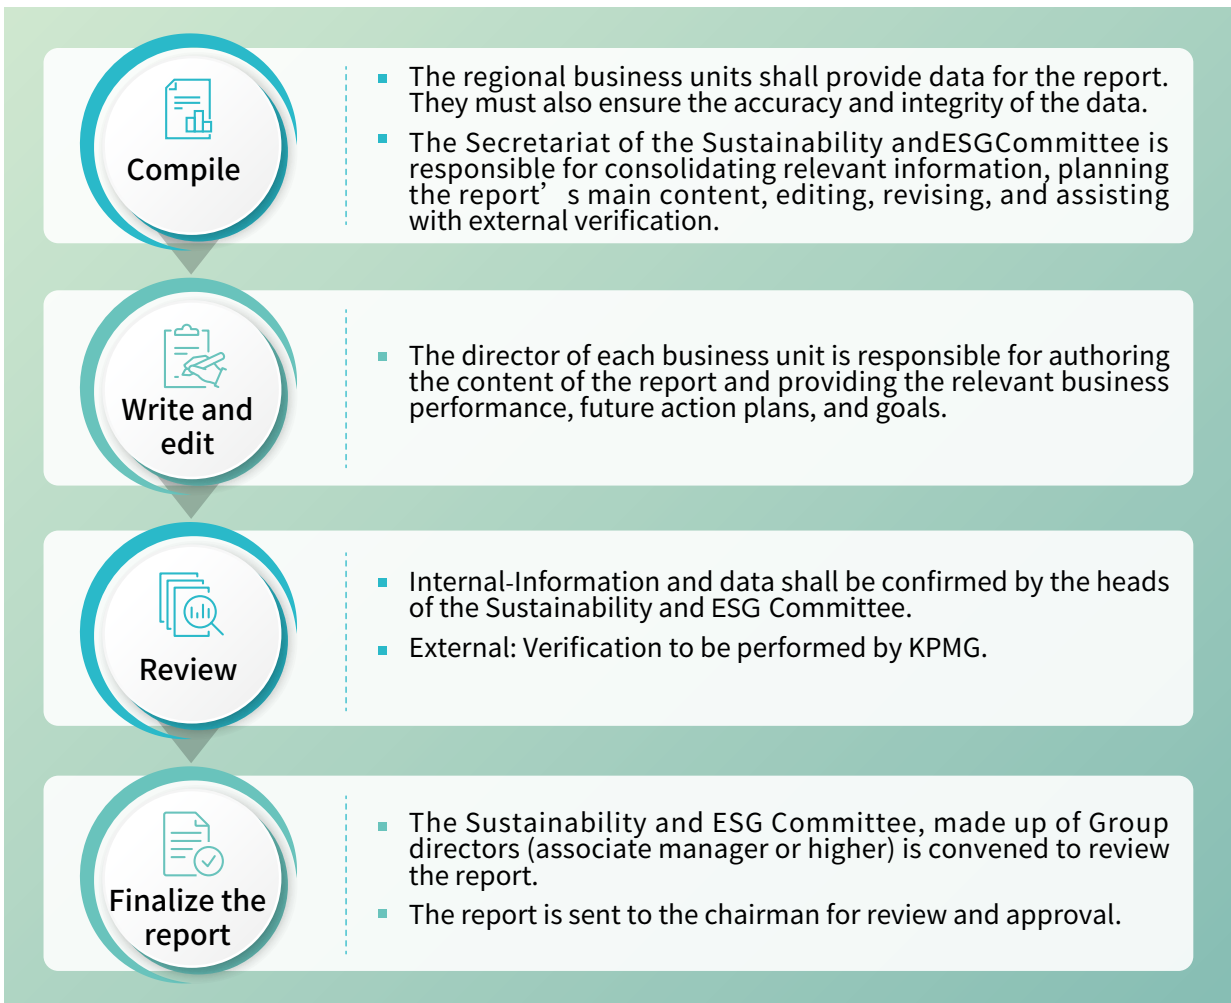 Compile
The regional business units shall provide data for the report.
They must also ensure the accuracy and integrity of the data.
The Secretariat of the Sustainability andESGCommittee is
responsible for consolidating relevant information, planning
the report’ s main content, editing, revising, and assisting
with external verification.
Write and
edit
The director of each business unit is responsible for authoring
the content of the report and providing the relevant business
performance, future action plans, and goals.
Review
Internal-Information and data shall be confirmed by the heads
of the Sustainability and ESG Committee.
External: Verification to be performed by KPMG.
Finalize the
report
The Sustainability and ESG Committee, made up of Group
directors (associate manager or higher) is convened to review
the report.
The report is sent to the chairman for review and approval.